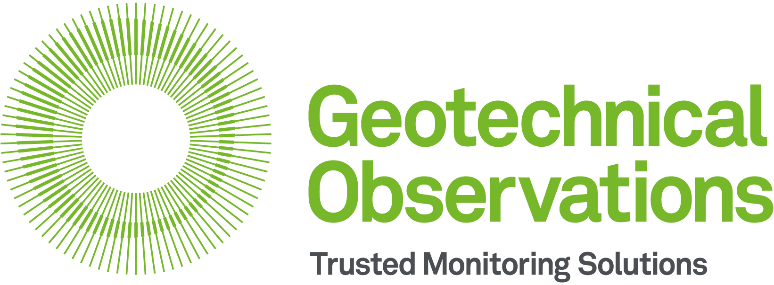 Geotechnical
Observations
Trusted Monitoring Solutions